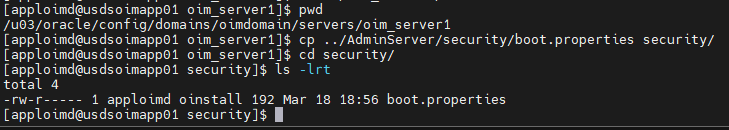 [apploimd@usdsoimapp01 oim_server1]$ pwd
/u03/oracle/config/domains/oimdomain/servers/oim_server1
[apploimd@usdsoimapp01 oim_server1]$ cp ../AdminServer/security/boot.properties security/
[apploimd@usdsoimapp01 oim_server1]$ cd security/
[apploimd@usdsoimapp01 security]$ ls -lrt
total 4
-rw-r----- 1 apploimd oinstall 192 Mar 18 18:56 boot.properties
[apploimd@usdsoimapp01 security]$